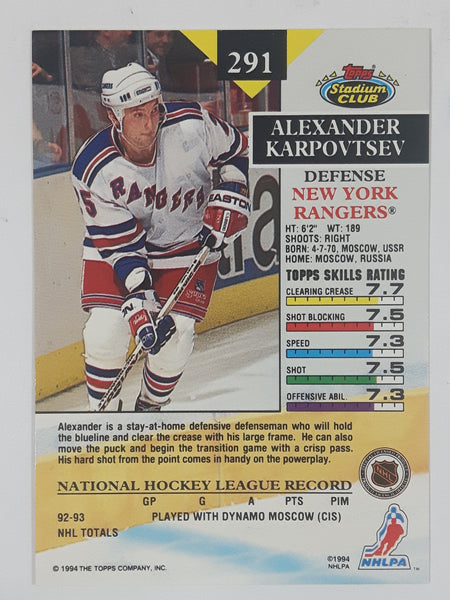 291
Topps
Stadium
CLUB
ALEXANDER
KARPOVTSEV
DEFENSE
NEW YORK
RANGERS®
HT: 6'2" WT: 189
SHOOTS: RIGHT
BORN: 4-7-70, MOSCOW, USSR
HOME: MOSCOW, RUSSIA
TOPPS SKILLS RATING
CLEARING CREASE 7.7
SHOT BLOCKING 7.5
SPEED 7.3
SHOT 7.5
OFFENSIVE ABIL. 7.3
RANGERS
5
EASTON
Alexander is a stay-at-home defensive defenseman who will hold
the blueline and clear the crease with his large frame. He can also
move the puck and begin the transition game with a crisp pass.
His hard shot from the point comes in handy on the powerplay.
NATIONAL HOCKEY LEAGUE RECORD
GP G A PTS PIM
92-93 PLAYED WITH DYNAMO MOSCOW (CIS)
NHL TOTALS
NHL
© 1994 THE TOPPS COMPANY, INC.
©1994
NHLPA
NHLPA ™